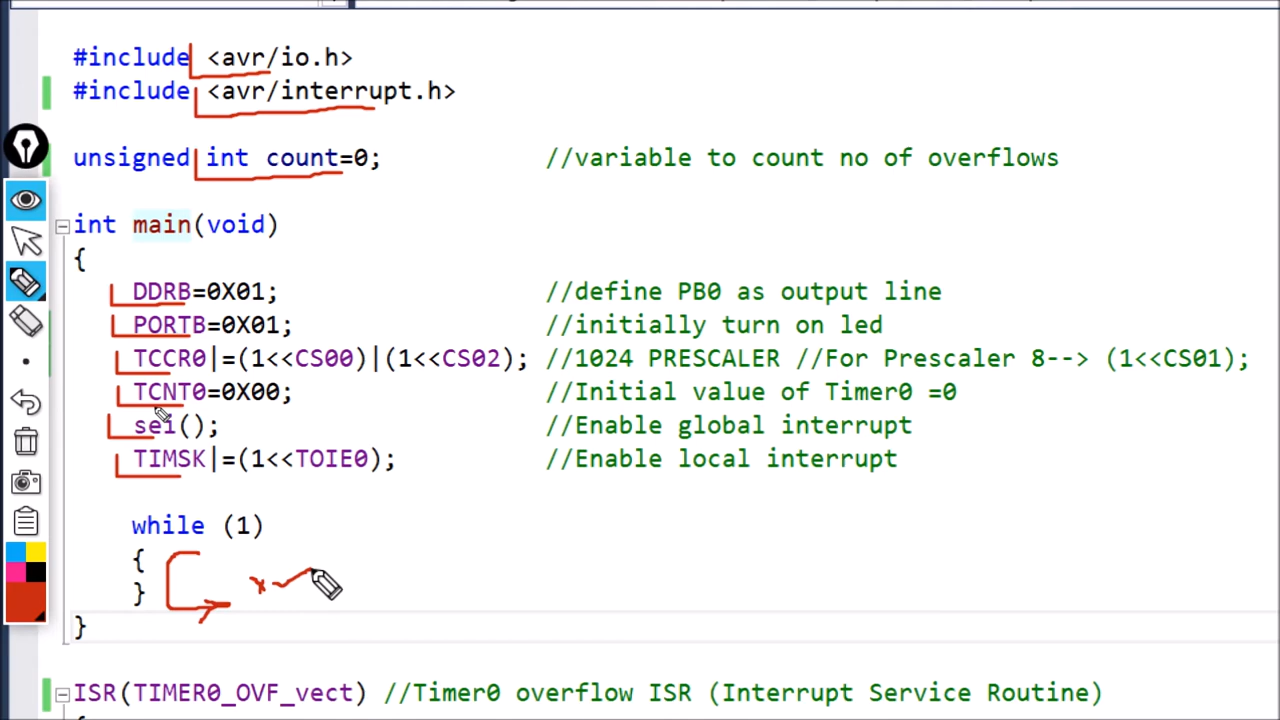 #include <avr/io.h>
#include <avr/interrupt.h>
unsigned int count=0; //variable to count no of overflows
int main(void)
{
DDRB=0X01; //define PB0 as output line
PORTB=0X01; //initially turn on led
TCCR0|=(1<<CS00)|(1<<CS02); //1024 PRESCALER //For Prescaler 8--> (1<<CS01);
TCNT0=0X00; //Initial value of Timer0 =0
sei(); //Enable global interrupt
TIMSK|=(1<<TOIE0); //Enable local interrupt
while (1)
{
}
}
ISR(TIMER0_OVF_vect) //Timer0 overflow ISR (Interrupt Service Routine)